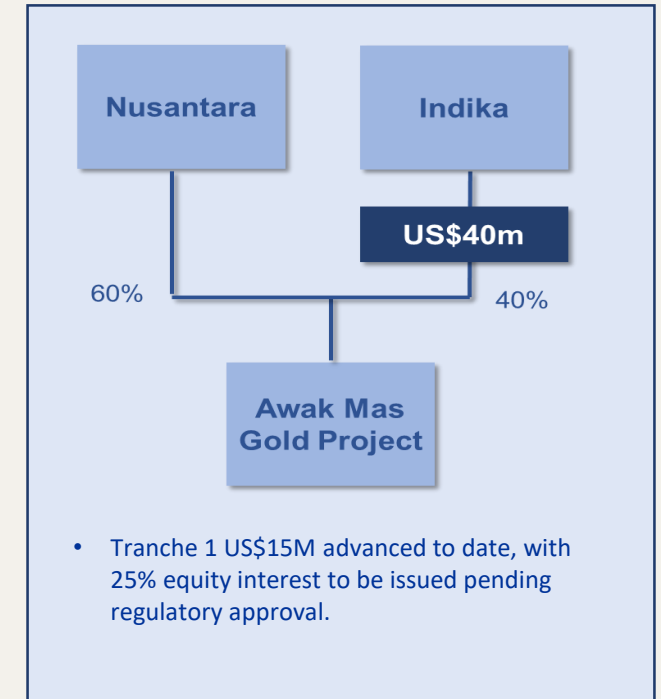 Nusantara
Indika
US$40m
60%
40%
Awak Mas
Gold Project
• Tranche 1 US$15M advanced to date, with
25% equity interest to be issued pending
regulatory approval.